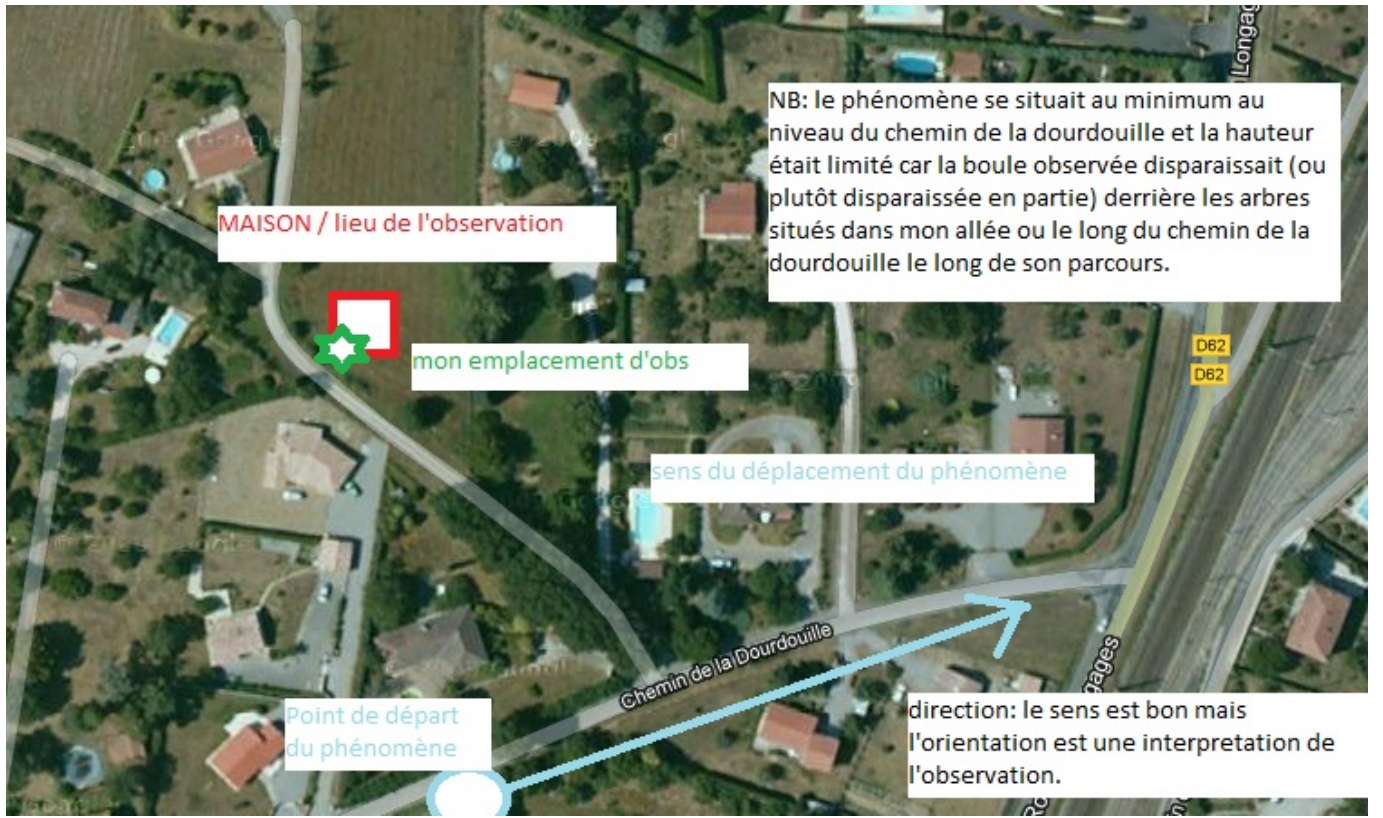 Longag
NB: le phénomène se situait au minimum au
niveau du chemin de la dourdouille et la hauteur
était limité car la boule observée disparaissait (ou
plutôt disparaissée en partie) derrière les arbres
situés dans mon allée ou le long du chemin de la
dourdouille le long de son parcours.
MAISON / lieu de l'observation
mon emplacement d'obs
D62
D62
sens du déplacement du phénomène
Chemin de la Dourdouille
gages
Point de départ
du phénomène
direction: le sens est bon mais
l'orientation est une interpretation de
l'observation.
Ro